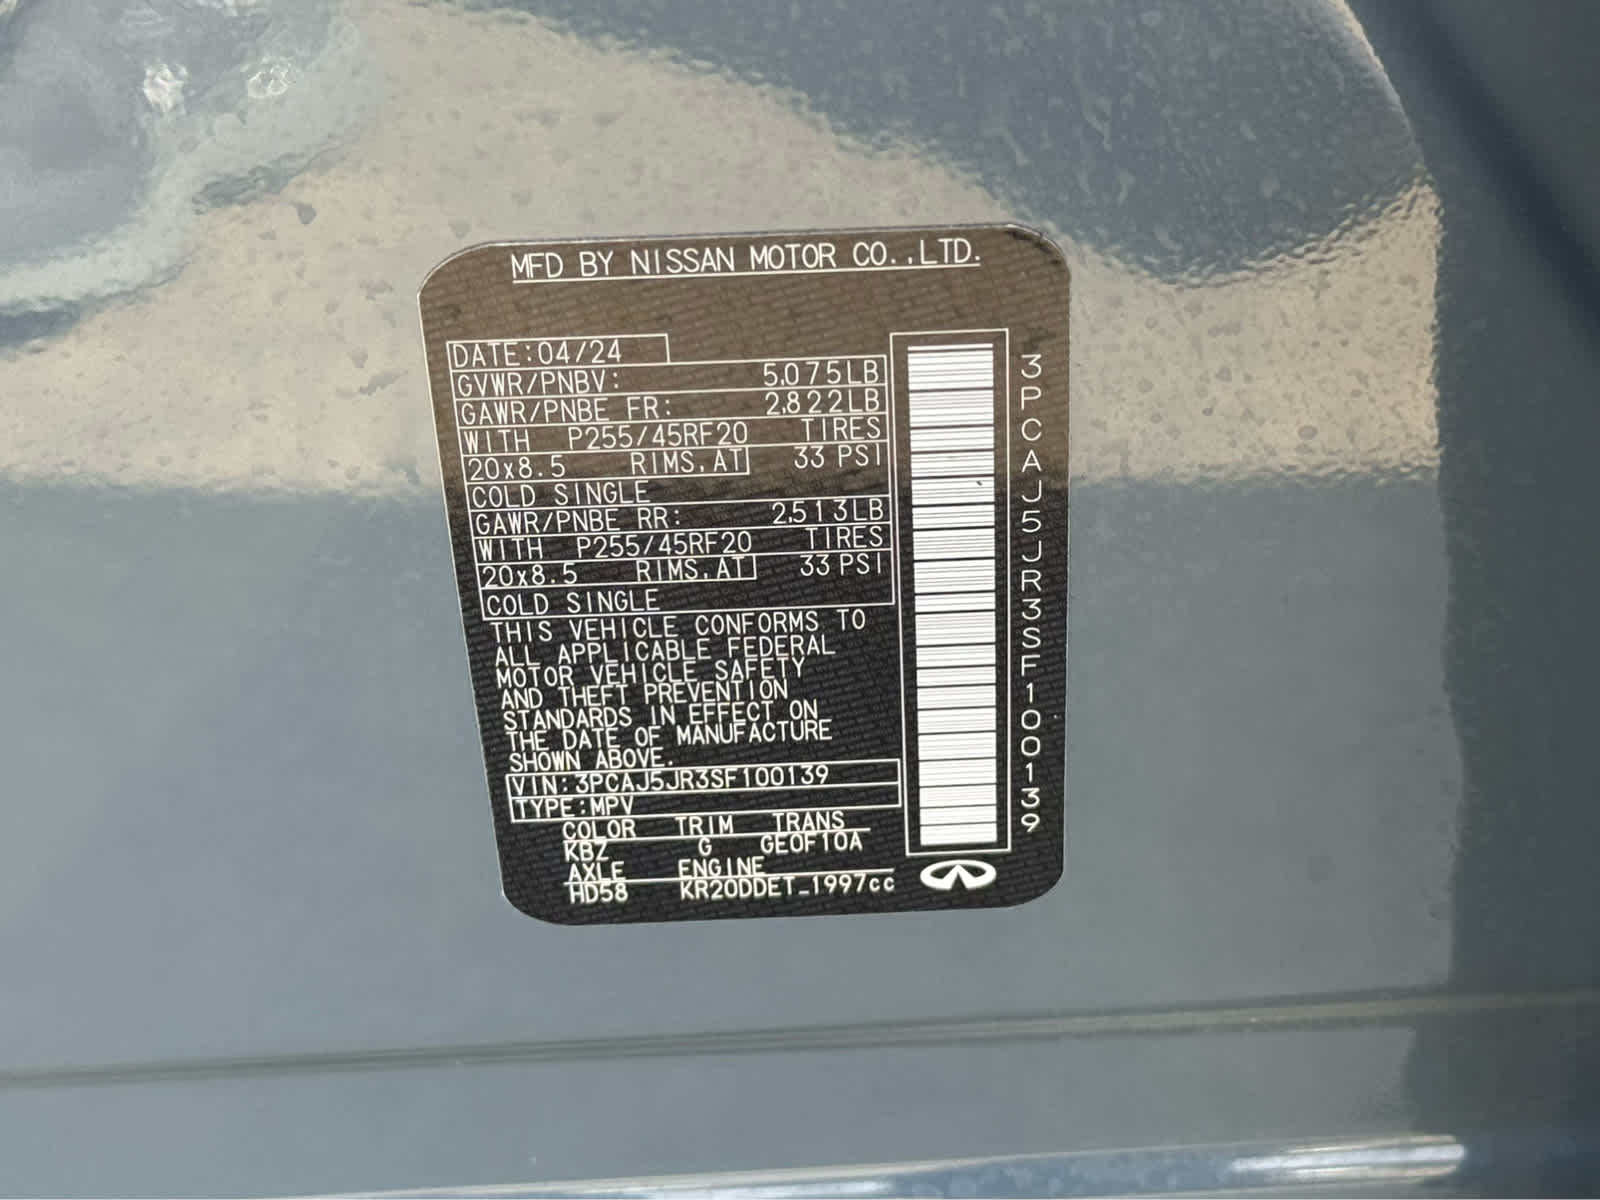 MFD BY NISSAN MOTOR CO.,LTD.
DATE:04/24
GVWR/PNBV: 5,075LB
GAWR/PNBE FR: 2,822LB
WITH P255/45RF20 TIRES
20x8.5 RIMS,AT 33 PSI
COLD SINGLE
GAWR/PNBE RR: 2,513LB
WITH P255/45RF20 TIRES
20x8.5 RIMS,AT 33 PSI
COLD SINGLE
THIS VEHICLE CONFORMS TO
ALL APPLICABLE FEDERAL
MOTOR VEHICLE SAFETY
AND THEFT PREVENTION
STANDARDS IN EFFECT ON
THE DATE OF MANUFACTURE
SHOWN ABOVE.
VIN:3PCAJ5JR3SF100139
TYPE:MPV
COLOR TRIM TRANS
KBZ G GE0F10A
AXLE ENGINE
HD58 KR20DDET_1997cc
3PCAJ5JR3SF100139